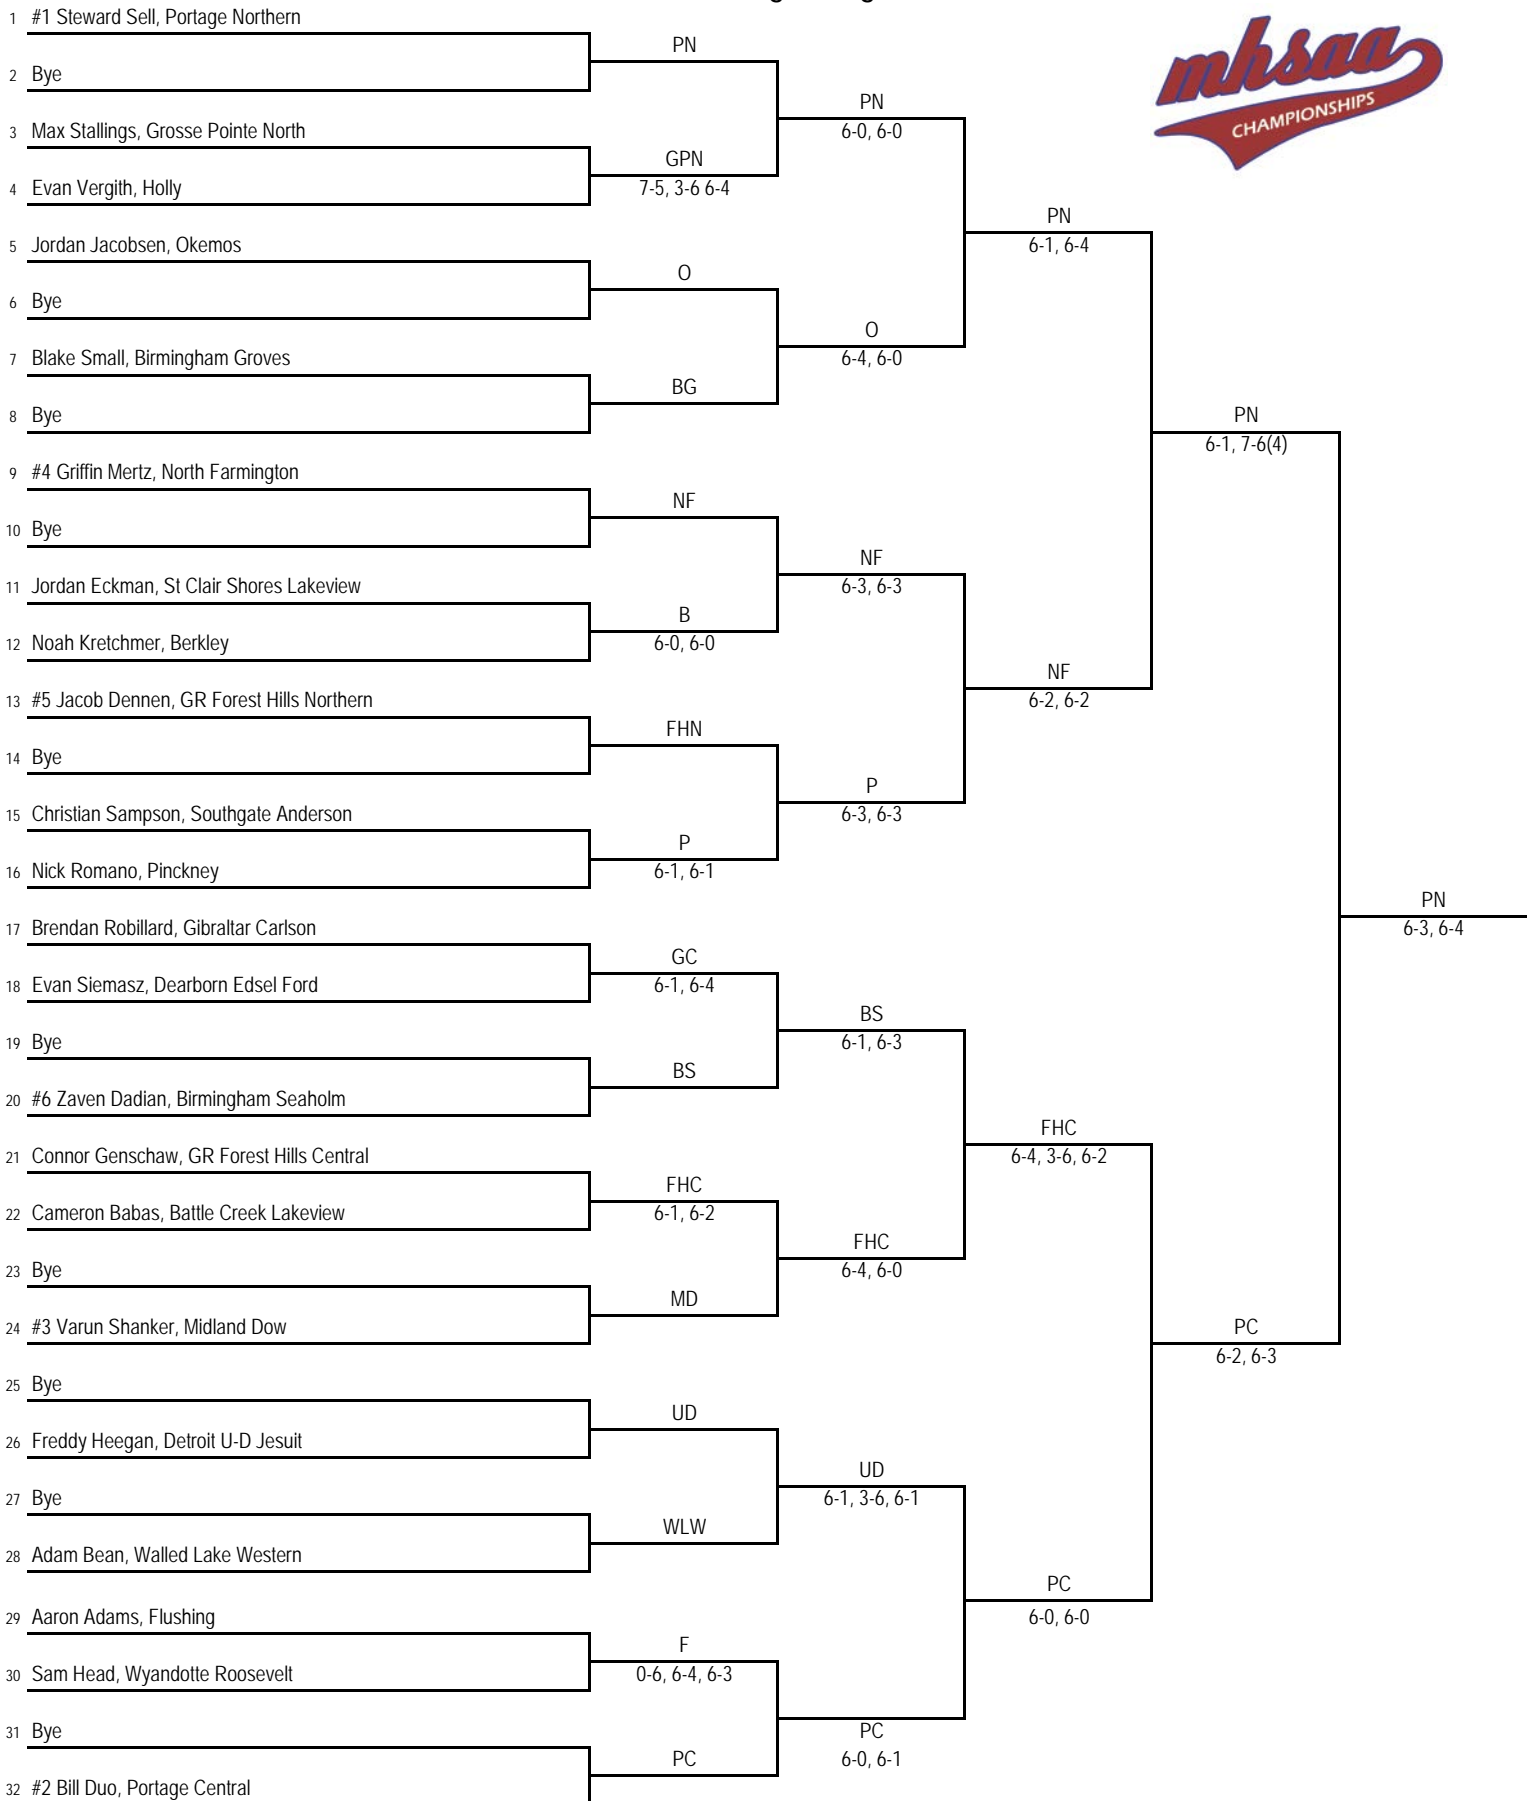 1 #1 Steward Sell, Portage Northern
2 Bye
3 Max Stallings, Grosse Pointe North
4 Evan Vergith, Holly
5 Jordan Jacobsen, Okemos
6 Bye
7 Blake Small, Birmingham Groves
8 Bye
9 #4 Griffin Mertz, North Farmington
10 Bye
11 Jordan Eckman, St Clair Shores Lakeview
12 Noah Kretchmer, Berkley
13 #5 Jacob Dennen, GR Forest Hills Northern
14 Bye
15 Christian Sampson, Southgate Anderson
16 Nick Romano, Pinckney
17 Brendan Robillard, Gibraltar Carlson
18 Evan Siemasz, Dearborn Edsel Ford
19 Bye
20 #6 Zaven Dadian, Birmingham Seaholm
21 Connor Genschaw, GR Forest Hills Central
22 Cameron Babas, Battle Creek Lakeview
23 Bye
24 #3 Varun Shanker, Midland Dow
25 Bye
26 Freddy Heegan, Detroit U-D Jesuit
27 Bye
28 Adam Bean, Walled Lake Western
29 Aaron Adams, Flushing
30 Sam Head, Wyandotte Roosevelt
31 Bye
32 #2 Bill Duo, Portage Central
PN
GPN
7-5, 3-6 6-4
O
BG
NF
B
6-0, 6-0
FHN
P
6-1, 6-1
GC
6-1, 6-4
BS
FHC
6-1, 6-2
MD
UD
WLW
F
0-6, 6-4, 6-3
PC
PN
6-0, 6-0
O
6-4, 6-0
NF
6-3, 6-3
P
6-3, 6-3
BS
6-1, 6-3
FHC
6-4, 6-0
UD
6-1, 3-6, 6-1
PC
6-0, 6-1
PN
6-1, 6-4
NF
6-2, 6-2
FHC
6-4, 3-6, 6-2
PC
6-0, 6-0
PN
6-1, 7-6(4)
PC
6-2, 6-3
PN
6-3, 6-4
mhsaa
CHAMPIONSHIPS